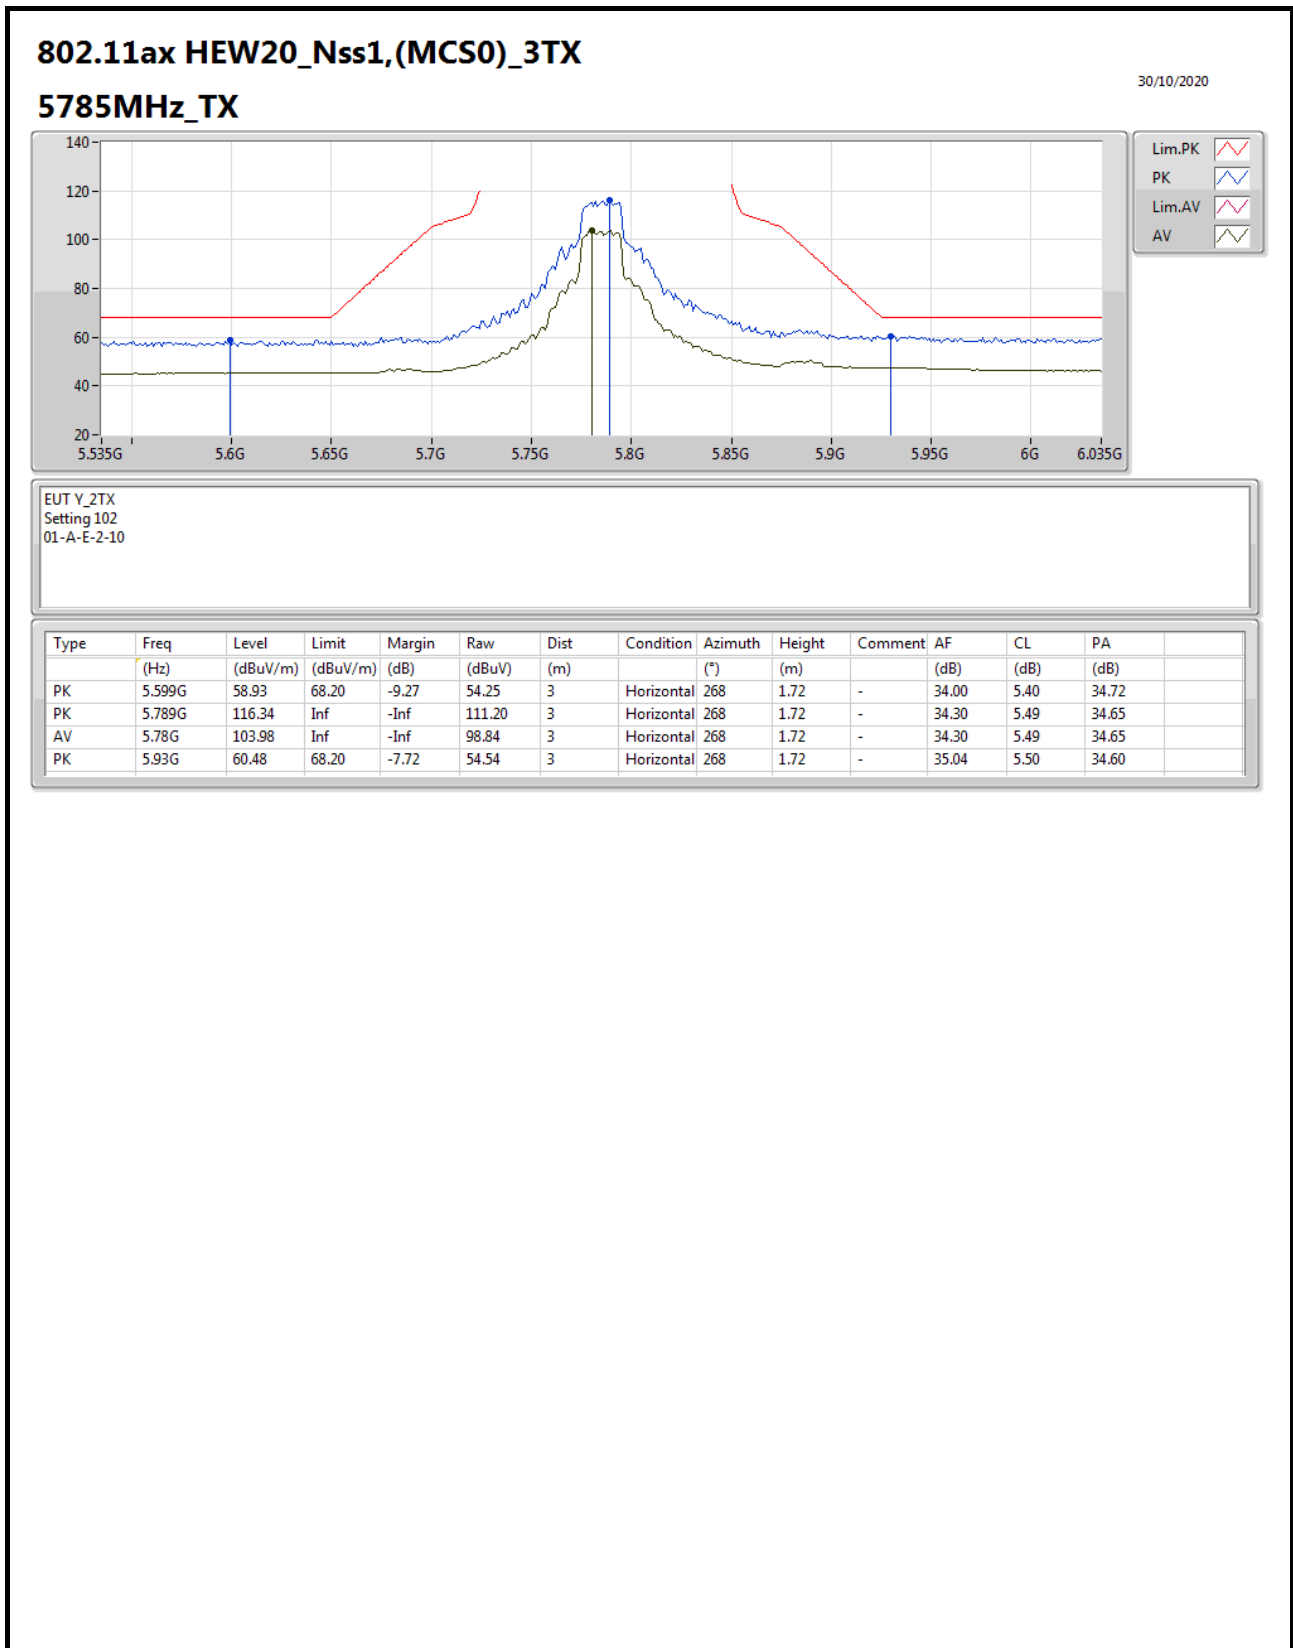 802.11ax HEW20_Nss1,(MCS0)_3TX
30/10/2020
5785MHz_TX
140
120
100
80
60
40
20
5.535G 5.6G 5.65G 5.7G 5.75G 5.8G 5.85G 5.9G 5.95G 6G 6.035G
Lim.PK
PK
Lim.AV
AV
EUT Y_2TX
Setting 102
01-A-E-2-10
Type Freq Level Limit Margin Raw Dist Condition Azimuth Height Comment AF CL PA
(Hz) (dBuV/m) (dBuV/m) (dB) (dBuV) (m) (°) (m) (dB) (dB) (dB)
PK 5.599G 58.93 68.20 -9.27 54.25 3 Horizontal 268 1.72 - 34.00 5.40 34.72
PK 5.789G 116.34 Inf -Inf 111.20 3 Horizontal 268 1.72 - 34.30 5.49 34.65
AV 5.78G 103.98 Inf -Inf 98.84 3 Horizontal 268 1.72 - 34.30 5.49 34.65
PK 5.93G 60.48 68.20 -7.72 54.54 3 Horizontal 268 1.72 - 35.04 5.50 34.60